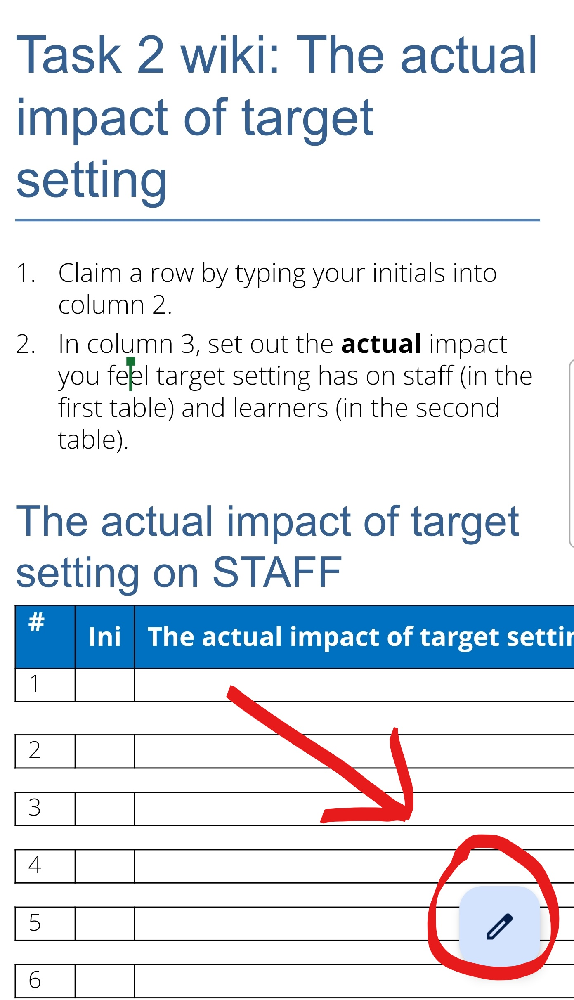 Task 2 wiki: The actual
impact of target
setting
1. Claim a row by typing your initials into
column 2.
2. In column 3, set out the actual impact
you feel target setting has on staff (in the
first table) and learners (in the second
table).
The actual impact of target
setting on STAFF
# Ini The actual impact of target settin
1
2
3
4
5
6